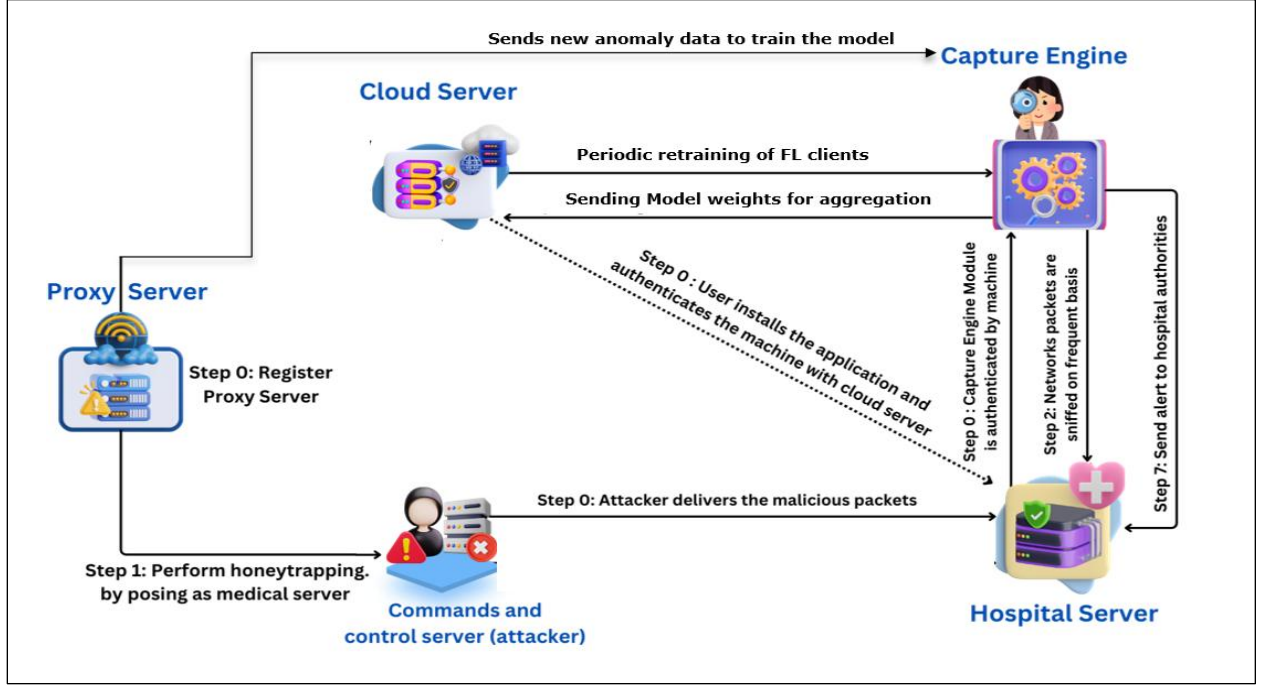 Sends new anomaly data to train the model
Capture Engine
Cloud Server
Periodic retraining of FL clients
Sending Model weights for aggregation
Step 0 : User installs the application and
authenticates the machine with cloud server
Step 0 : Capture Engine Module
is authenticated by machine
Step 2: Networks packets are
sniffed on frequent basis
Step 7: Send alert to hospital authorities
Proxy Server
Step 0: Register
Proxy Server
Step 0: Attacker delivers the malicious packets
Step 1: Perform honeytrapping.
by posing as medical server
Commands and
control server (attacker)
Hospital Server